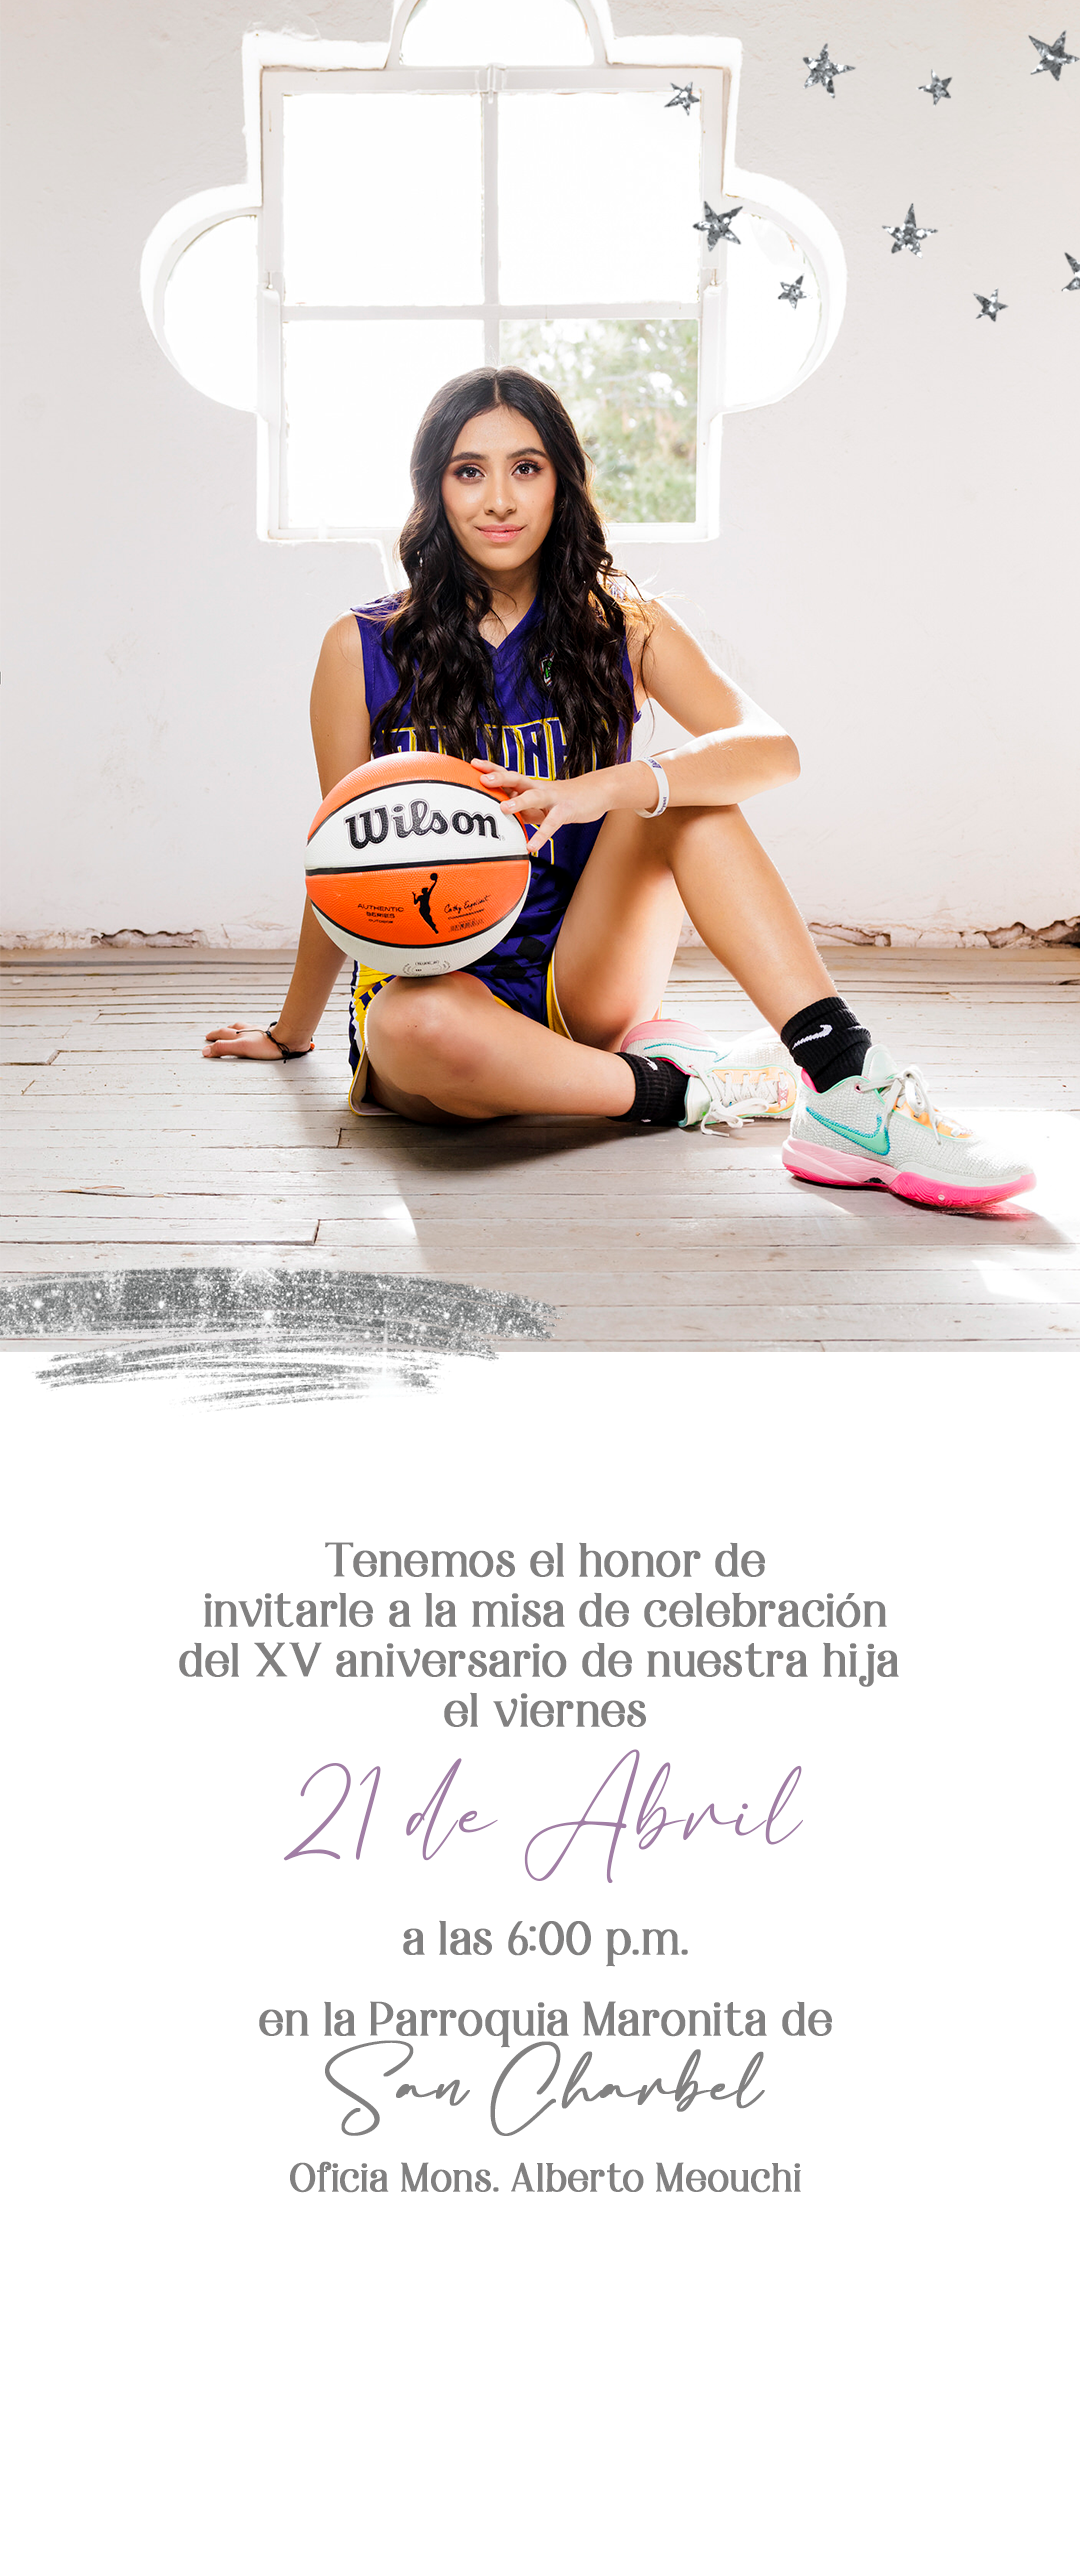 Wilson
AUTHENTIC
SERIES
OUTDOOR
Tenemos el honor de
invitarle a la misa de celebración
del XV aniversario de nuestra hija
el viernes
21 de Abril
a las 6:00 p.m.
en la Parroquia Maronita de
San Charbel
Oficia Mons. Alberto Meouchi